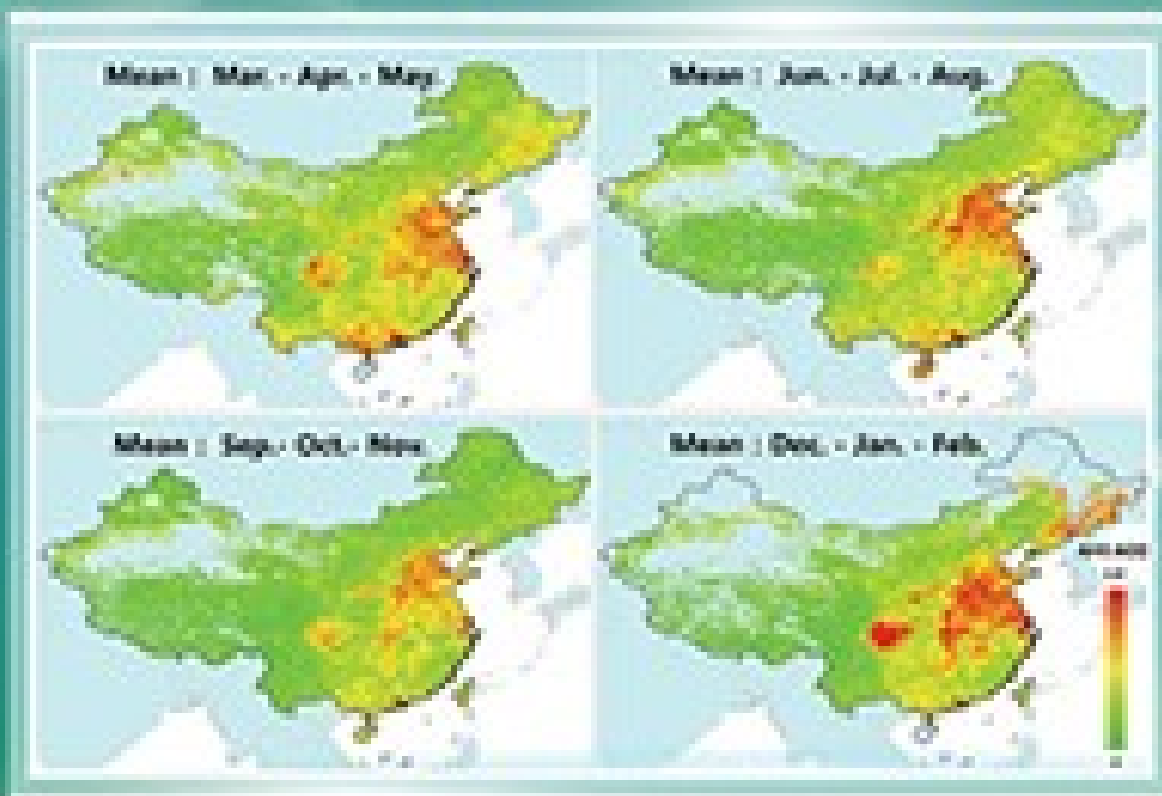 Mean : Mar. - Apr. - May.
Mean : Jun. - Jul. - Aug.
Mean : Sep.- Oct.- Nov.
Mean : Dec. - Jan. - Feb.